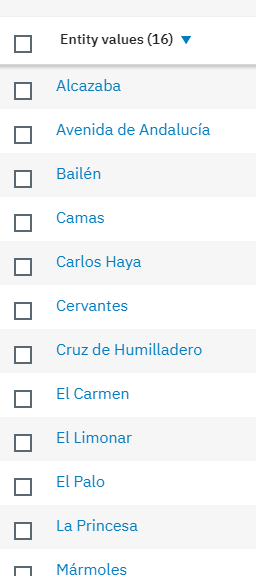 Entity values (16) ▼
Alcazaba
Avenida de Andalucía
Bailén
Camas
Carlos Haya
Cervantes
Cruz de Humilladero
El Carmen
El Limonar
El Palo
La Princesa
Mármoles